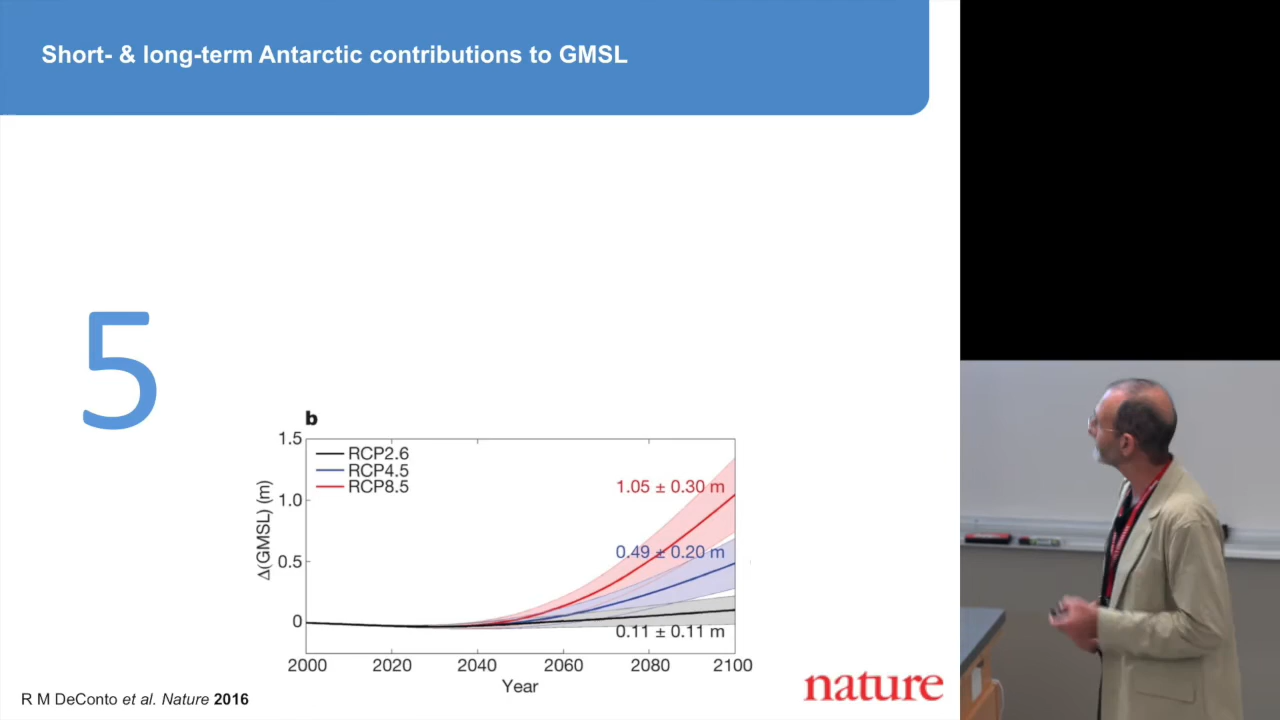 Short- & long-term Antarctic contributions to GMSL
5
b
1.5
1.0
0.5
0
Δ(GMSL) (m)
RCP2.6
RCP4.5
RCP8.5
1.05 ± 0.30 m
0.49 ± 0.20 m
0.11 ± 0.11 m
2000 2020 2040 2060 2080 2100
Year
R M DeConto et al. Nature 2016
nature